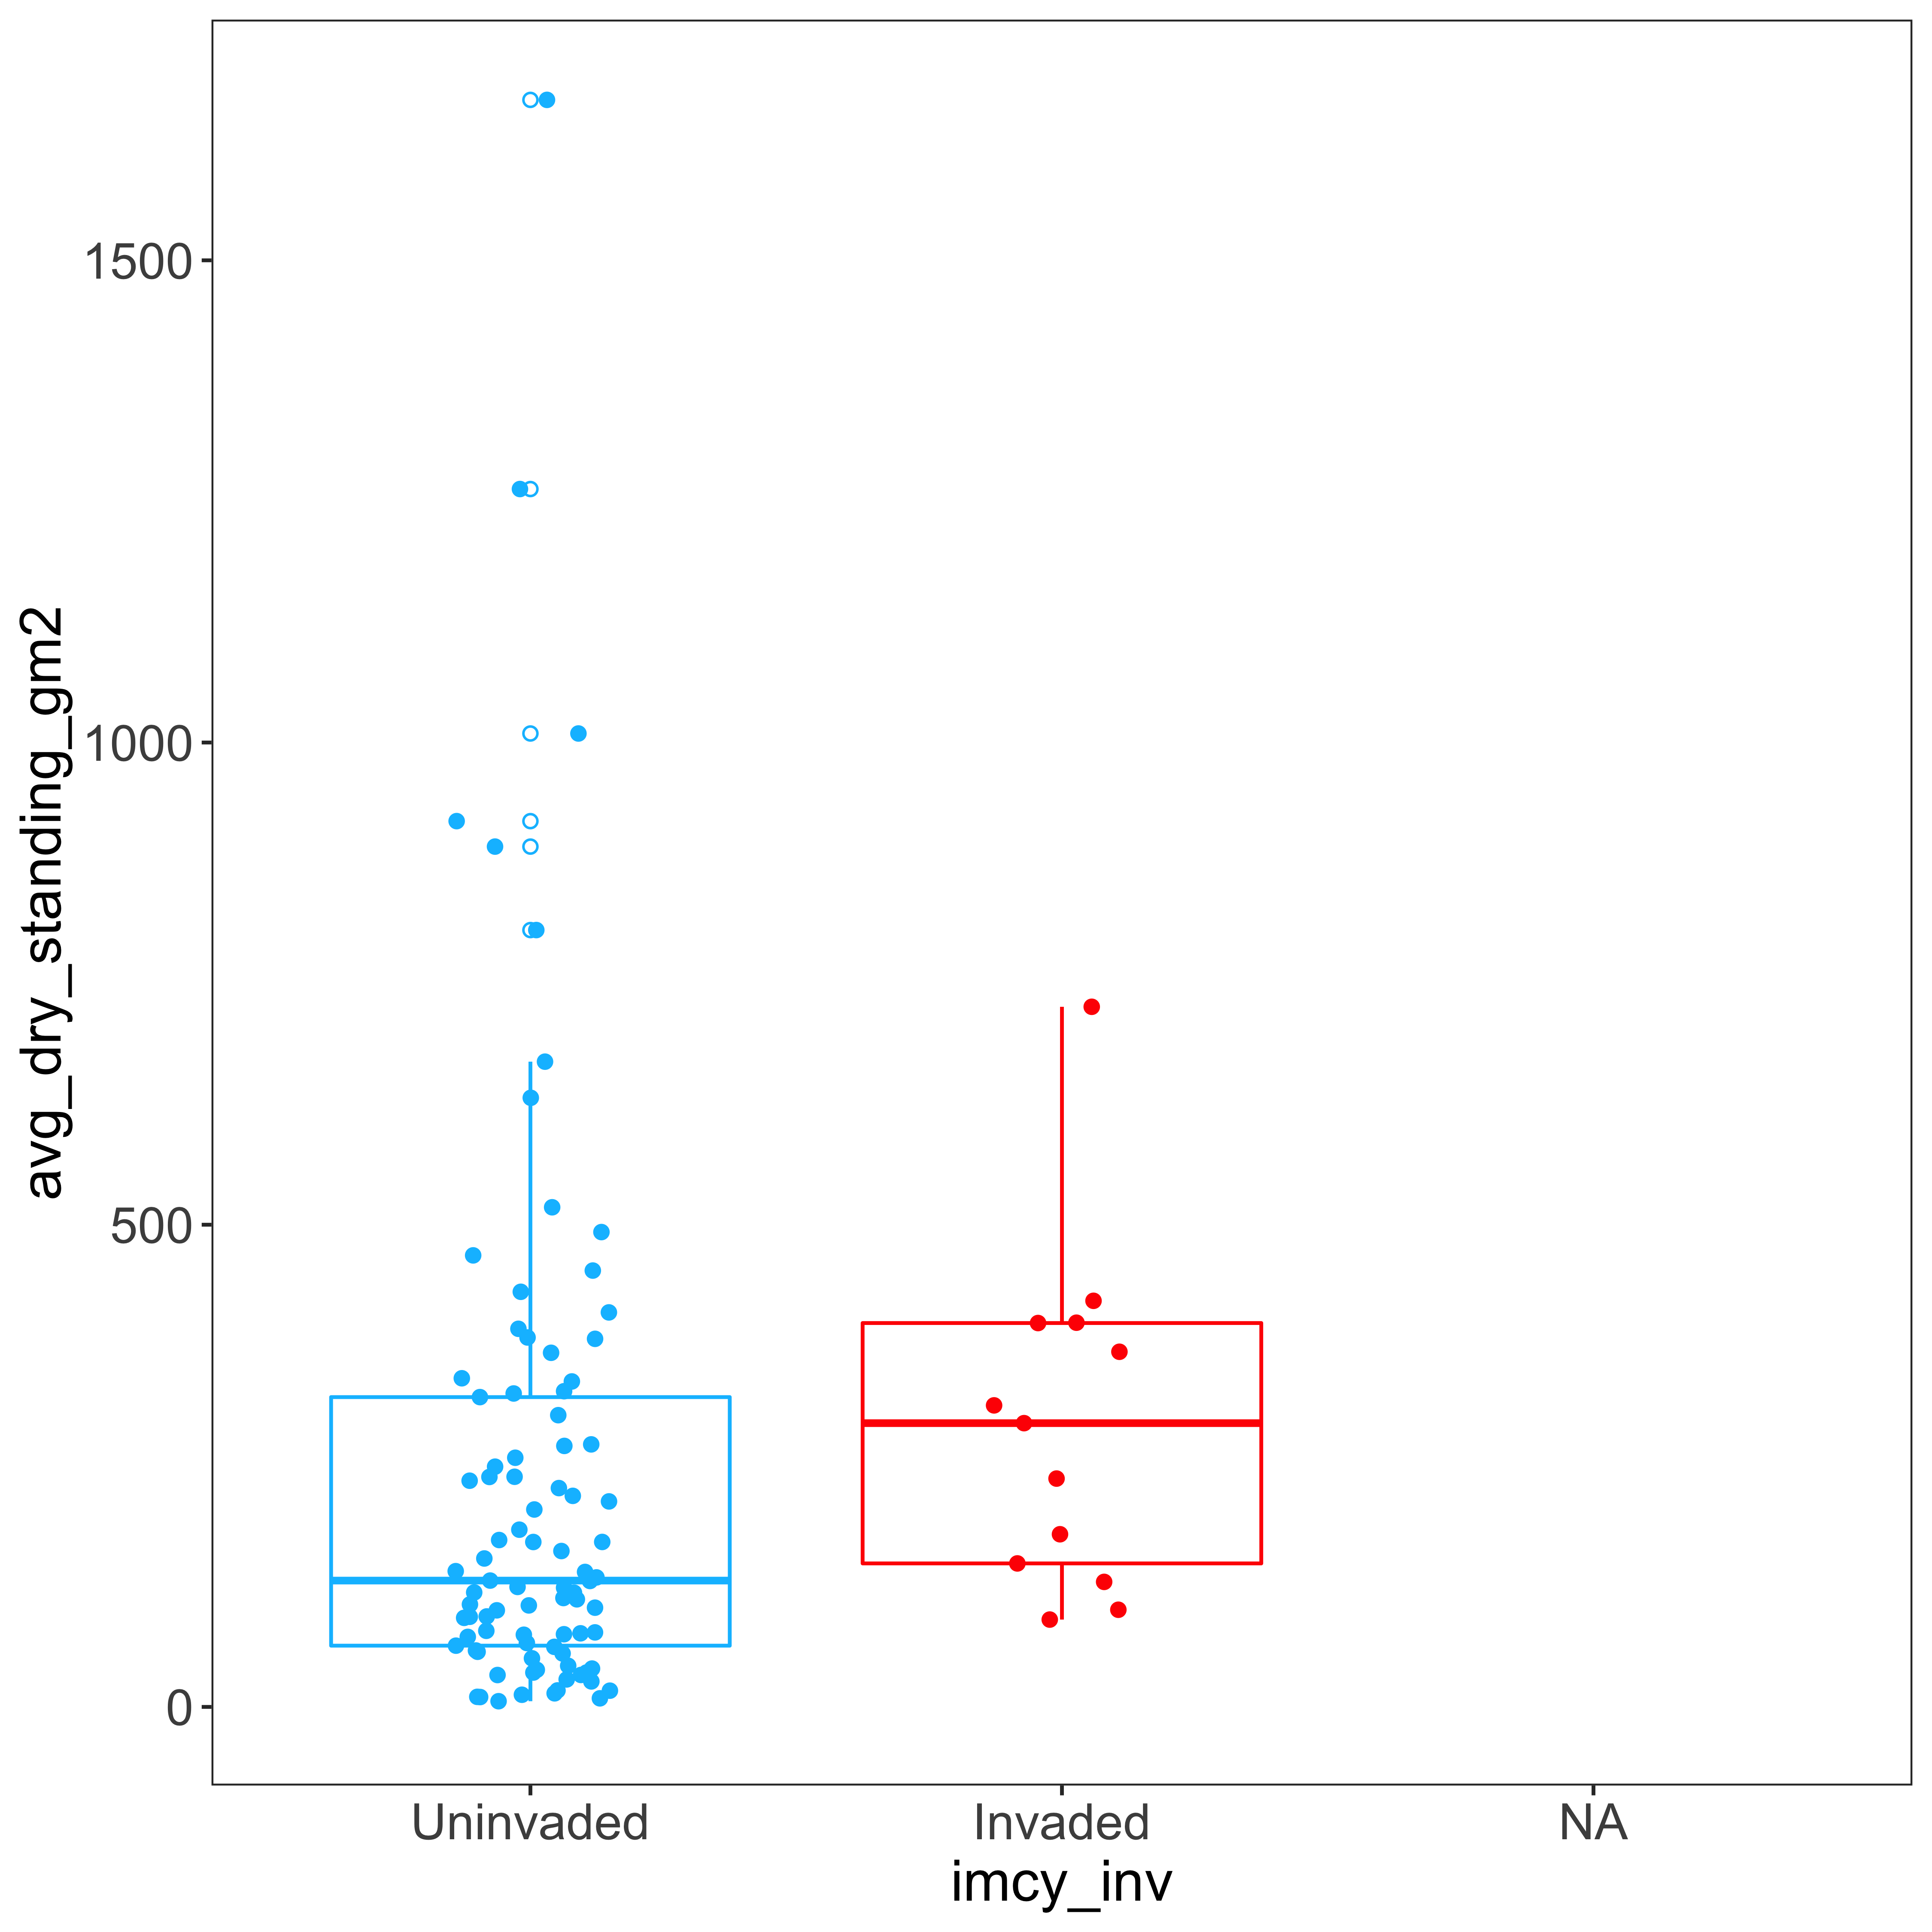 avg_dry_standing_gm2
1500
1000
500
0
Uninvaded Invaded NA
imcy_inv